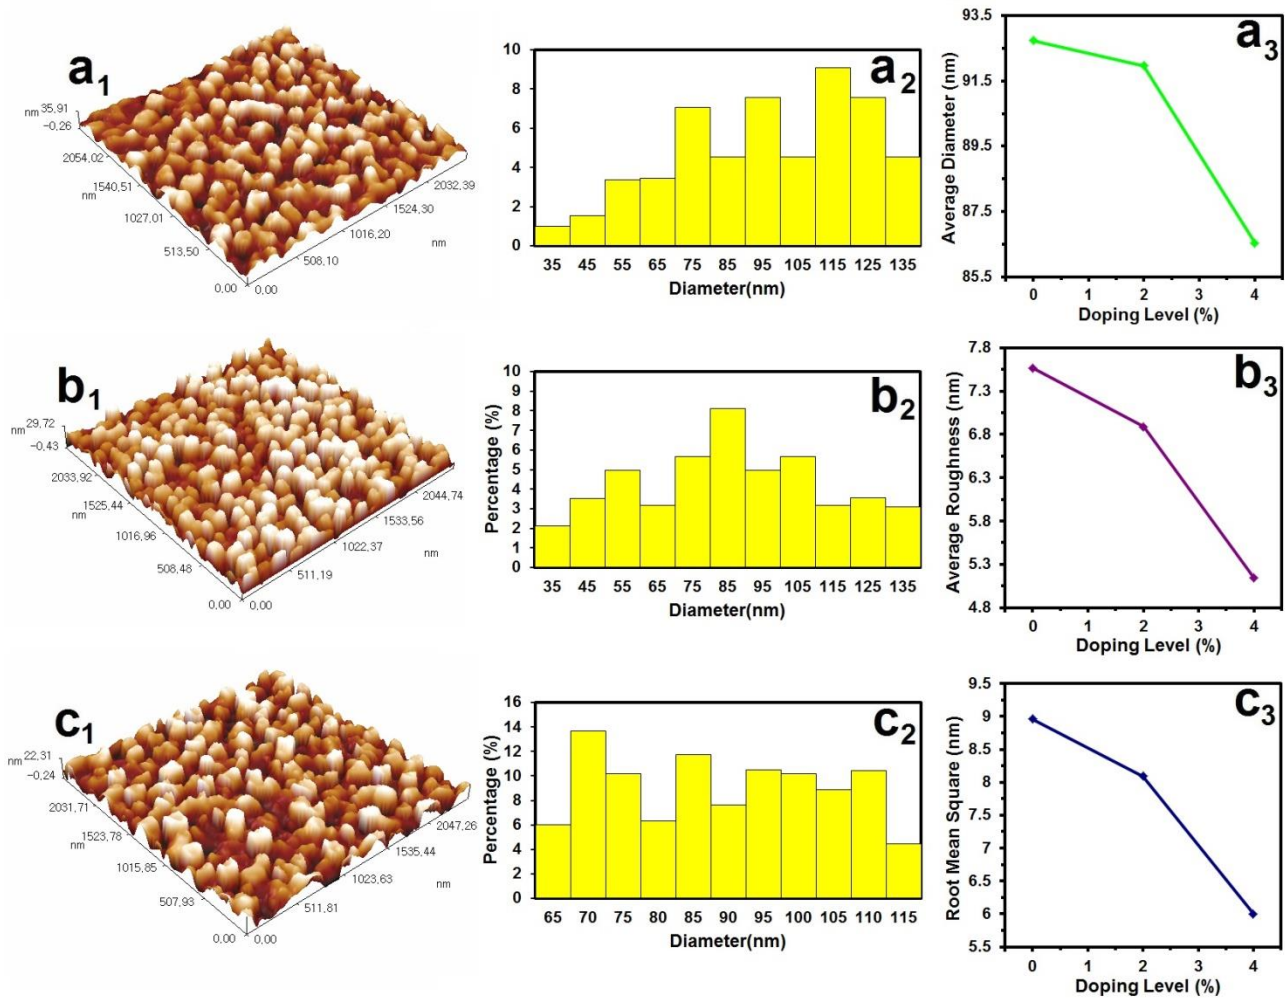 a1
nm 35,91
−0,26
2054,02
1540,51
nm
1027,01
513,50
0,00
0,00
508,10
1016,20
1524,30
2032,39
nm
a2
10
8
6
4
2
0
35 45 55 65 75 85 95 105 115 125 135
Diameter(nm)
a3
Average Diameter (nm)
93.5
91.5
89.5
87.5
85.5
0 1 2 3 4
Doping Level (%)
b1
nm 29,72
−0,43
2033,92
1525,44
nm
1016,96
508,48
0,00
0,00
511,19
1022,37
1533,56
2044,74
nm
b2
Percentage (%)
10
9
8
7
6
5
4
3
2
1
0
35 45 55 65 75 85 95 105 115 125 135
Diameter(nm)
b3
Average Roughness (nm)
7.8
7.3
6.8
6.3
5.8
5.3
4.8
0 1 2 3 4
Doping Level (%)
c1
nm 22,31
−0,24
2031,71
1523,78
nm
1015,85
507,93
0,00
0,00
511,81
1023,63
1535,44
2047,26
nm
c2
Percentage (%)
16
14
12
10
8
6
4
2
0
65 70 75 80 85 90 95 100 105 110 115
Diameter(nm)
c3
Root Mean Square (nm)
9.5
9
8.5
8
7.5
7
6.5
6
5.5
0 1 2 3 4
Doping Level (%)